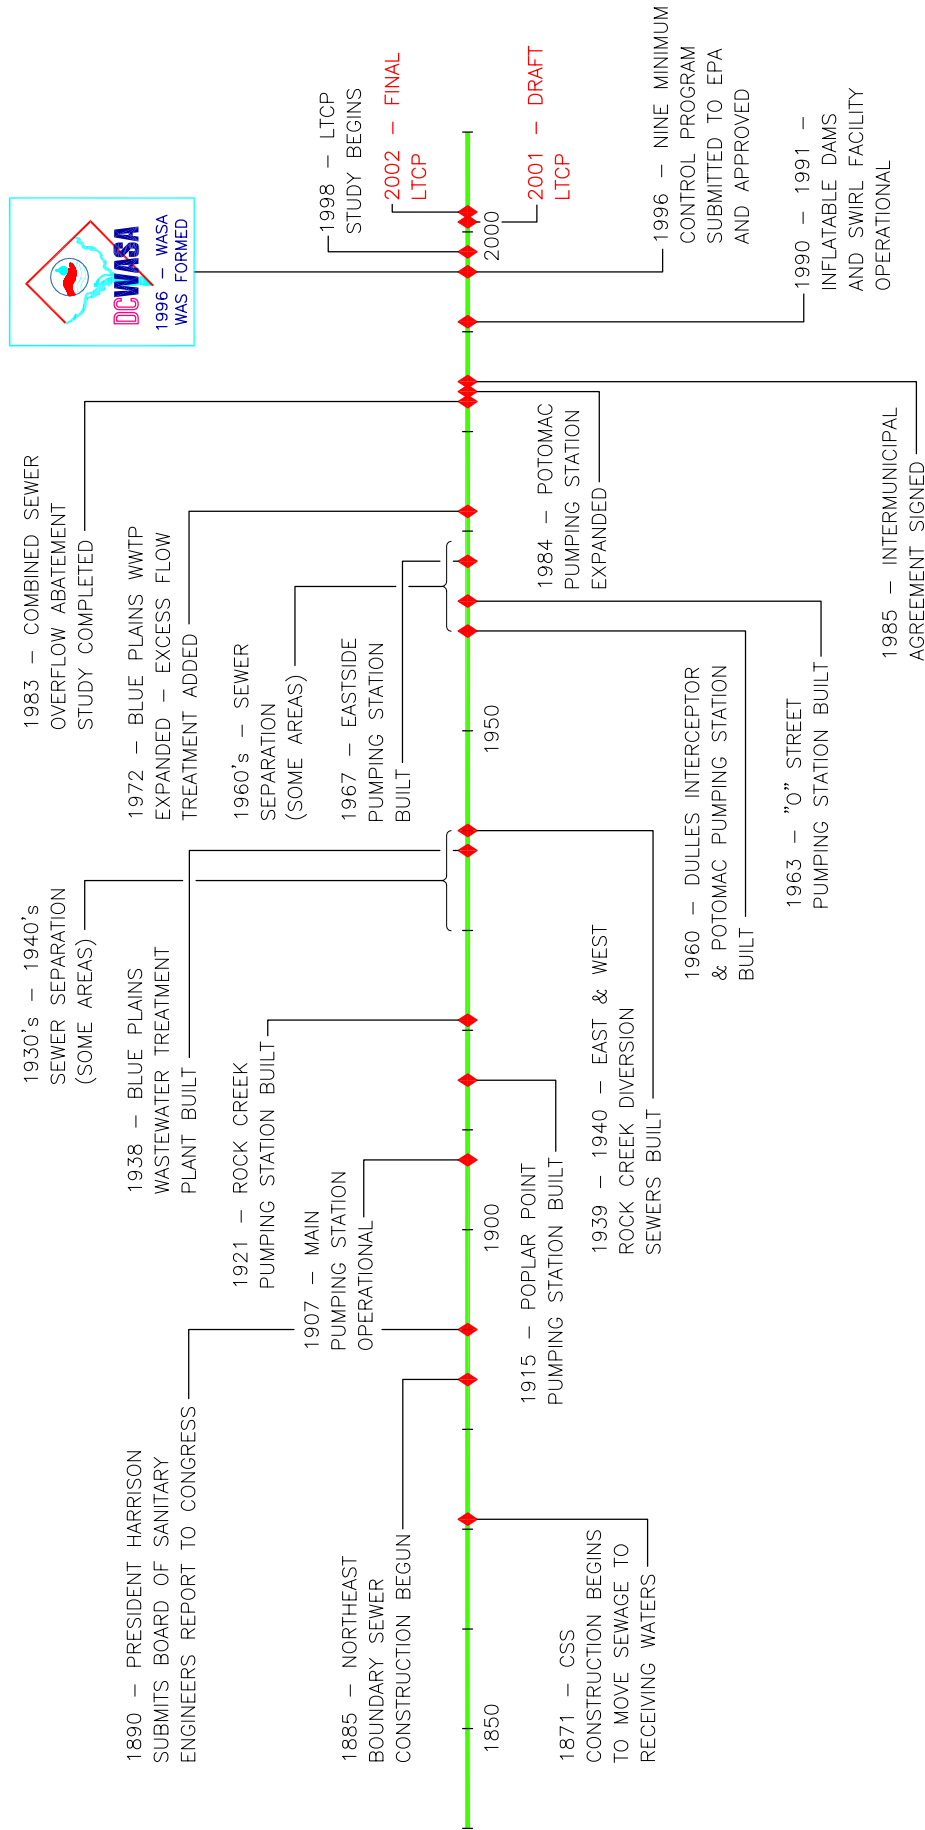 1890 – PRESIDENT HARRISON
SUBMITS BOARD OF SANITARY
ENGINEERS REPORT TO CONGRESS
1885 – NORTHEAST
BOUNDARY SEWER
CONSTRUCTION BEGUN
1871 – CSS
CONSTRUCTION BEGINS
TO MOVE SEWAGE TO
RECEIVING WATERS
1907 – MAIN
PUMPING STATION
OPERATIONAL
1921 – ROCK CREEK
PUMPING STATION BUILT
1915 – POPLAR POINT
PUMPING STATION BUILT
1930's – 1940's
SEWER SEPARATION
(SOME AREAS)
1938 – BLUE PLAINS
WASTEWATER TREATMENT
PLANT BUILT
1939 – 1940 – EAST & WEST
ROCK CREEK DIVERSION
SEWERS BUILT
1983 – COMBINED SEWER
OVERFLOW ABATEMENT
STUDY COMPLETED
1972 – BLUE PLAINS WWTP
EXPANDED – EXCESS FLOW
TREATMENT ADDED
1960's – SEWER
SEPARATION
(SOME AREAS)
1967 – EASTSIDE
PUMPING STATION
BUILT
1960 – DULLES INTERCEPTOR
& POTOMAC PUMPING STATION
BUILT
1963 – "O" STREET
PUMPING STATION BUILT
1984 – POTOMAC
PUMPING STATION
EXPANDED
1985 – INTERMUNICIPAL
AGREEMENT SIGNED
DCWASA
1996 – WASA
WAS FORMED
1998 – LTCP
STUDY BEGINS
2002 – FINAL
LTCP
2001 – DRAFT
LTCP
1996 – NINE MINIMUM
CONTROL PROGRAM
SUBMITTED TO EPA
AND APPROVED
1990 – 1991 –
INFLATABLE DAMS
AND SWIRL FACILITY
OPERATIONAL
1850
1900
1950
2000